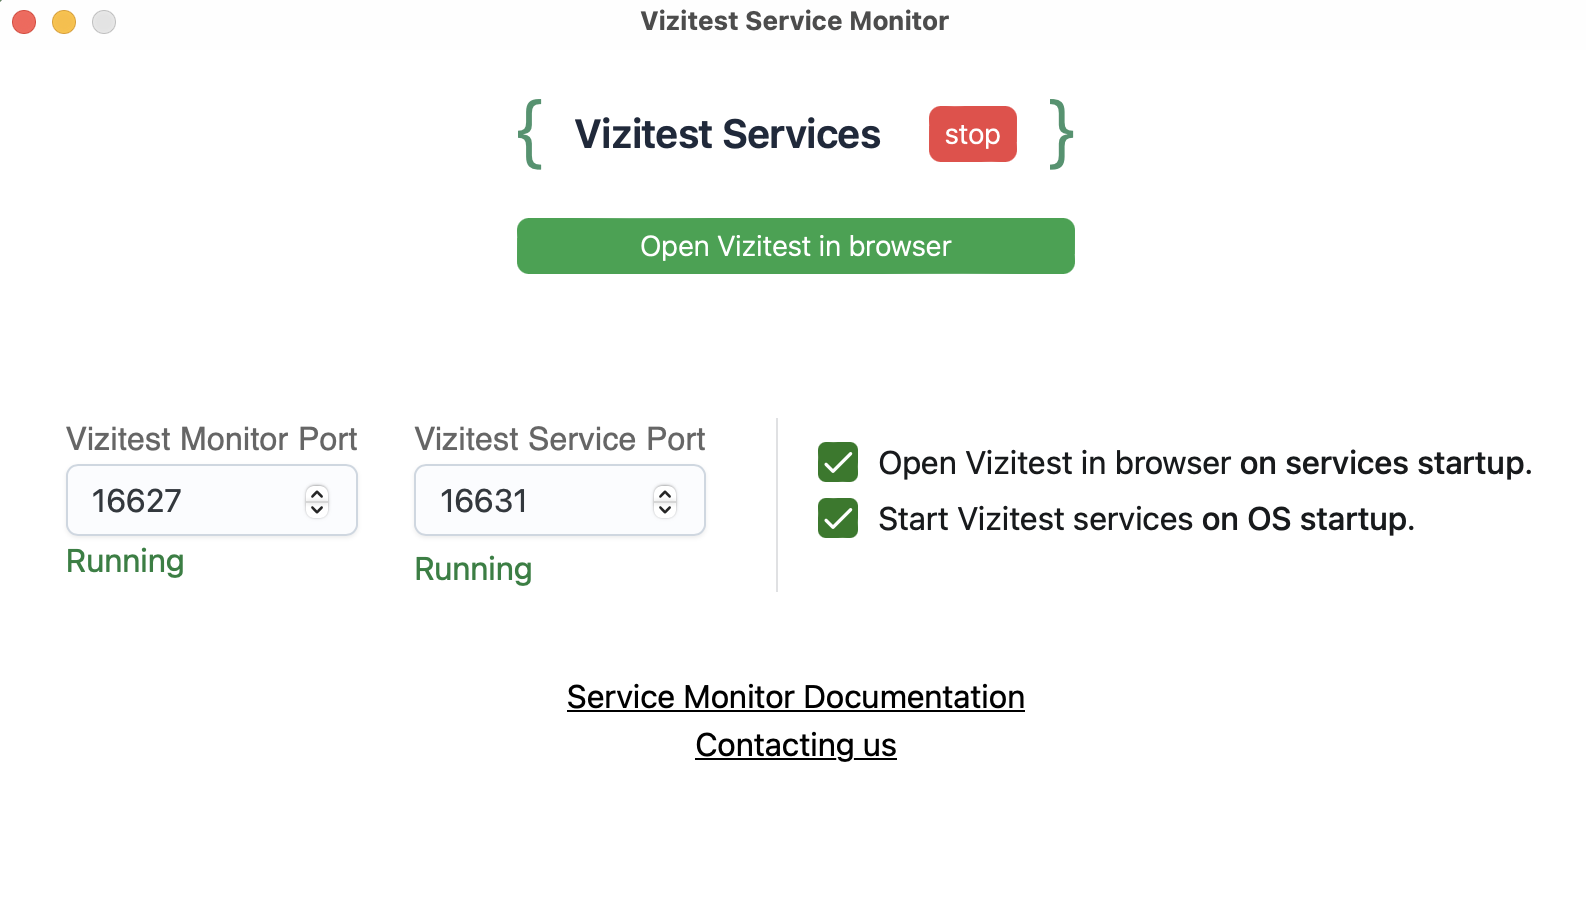 Vizitest Service Monitor
{ Vizitest Services stop }
Open Vizitest in browser
Vizitest Monitor Port
16627
Running
Vizitest Service Port
16631
Running
Open Vizitest in browser on services startup.
Start Vizitest services on OS startup.
Service Monitor Documentation
Contacting us